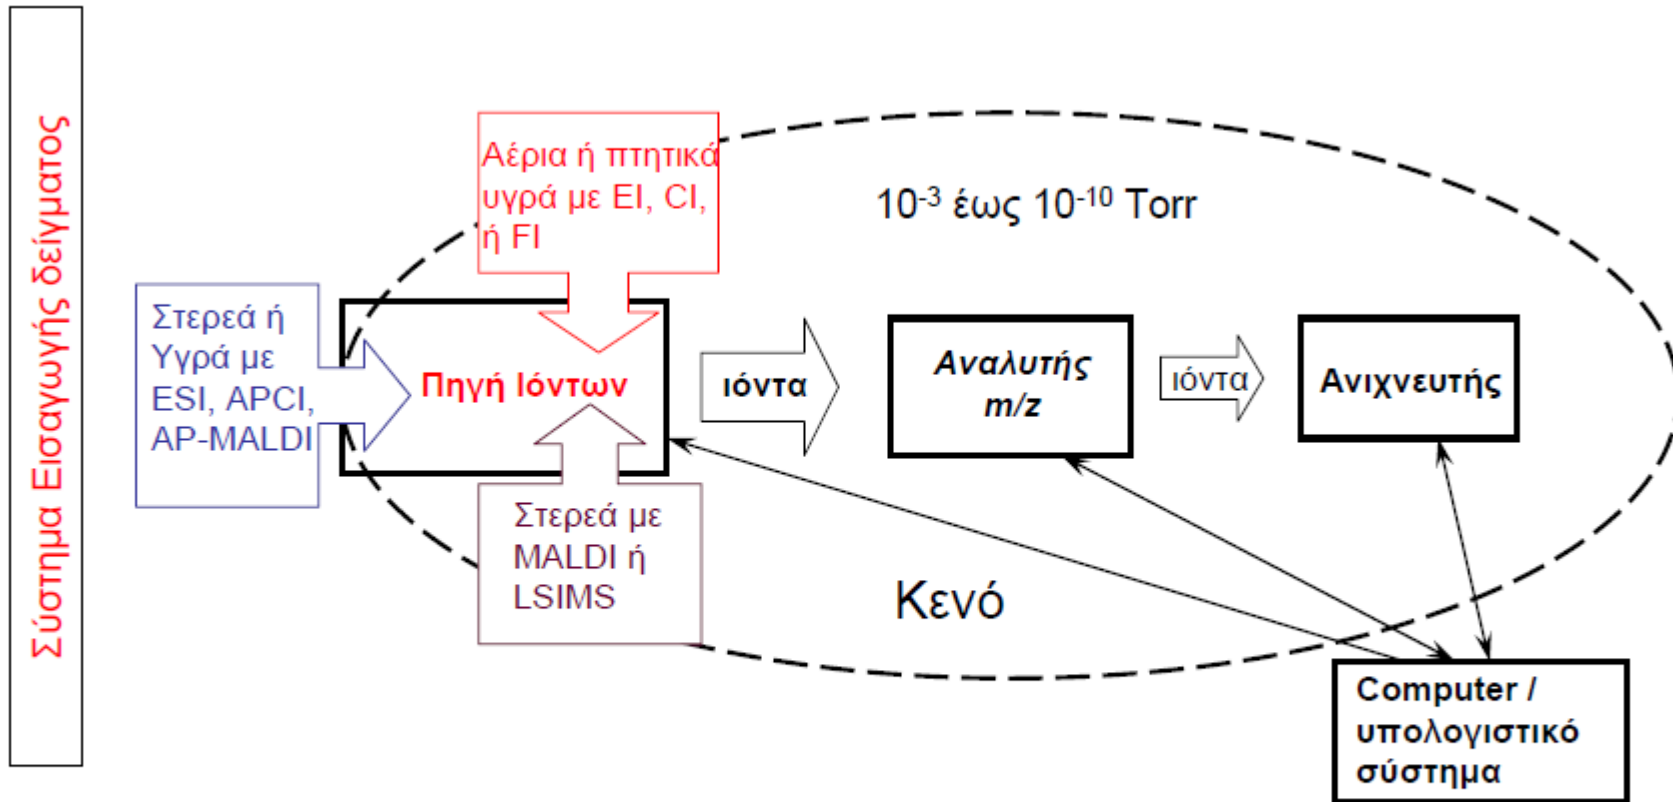 Σύστημα Εισαγωγής δείγματος
Αέρια ή πτητικά
υγρά με EI, CI,
ή FI
10⁻³ έως 10⁻¹⁰ Torr
Στερεά ή
Υγρά με
ESI, APCI,
AP-MALDI
Πηγή Ιόντων
ιόντα
Αναλυτής
m/z
ιόντα
Ανιχνευτής
Στερεά με
MALDI ή
LSIMS
Κενό
Computer /
υπολογιστικό
σύστημα